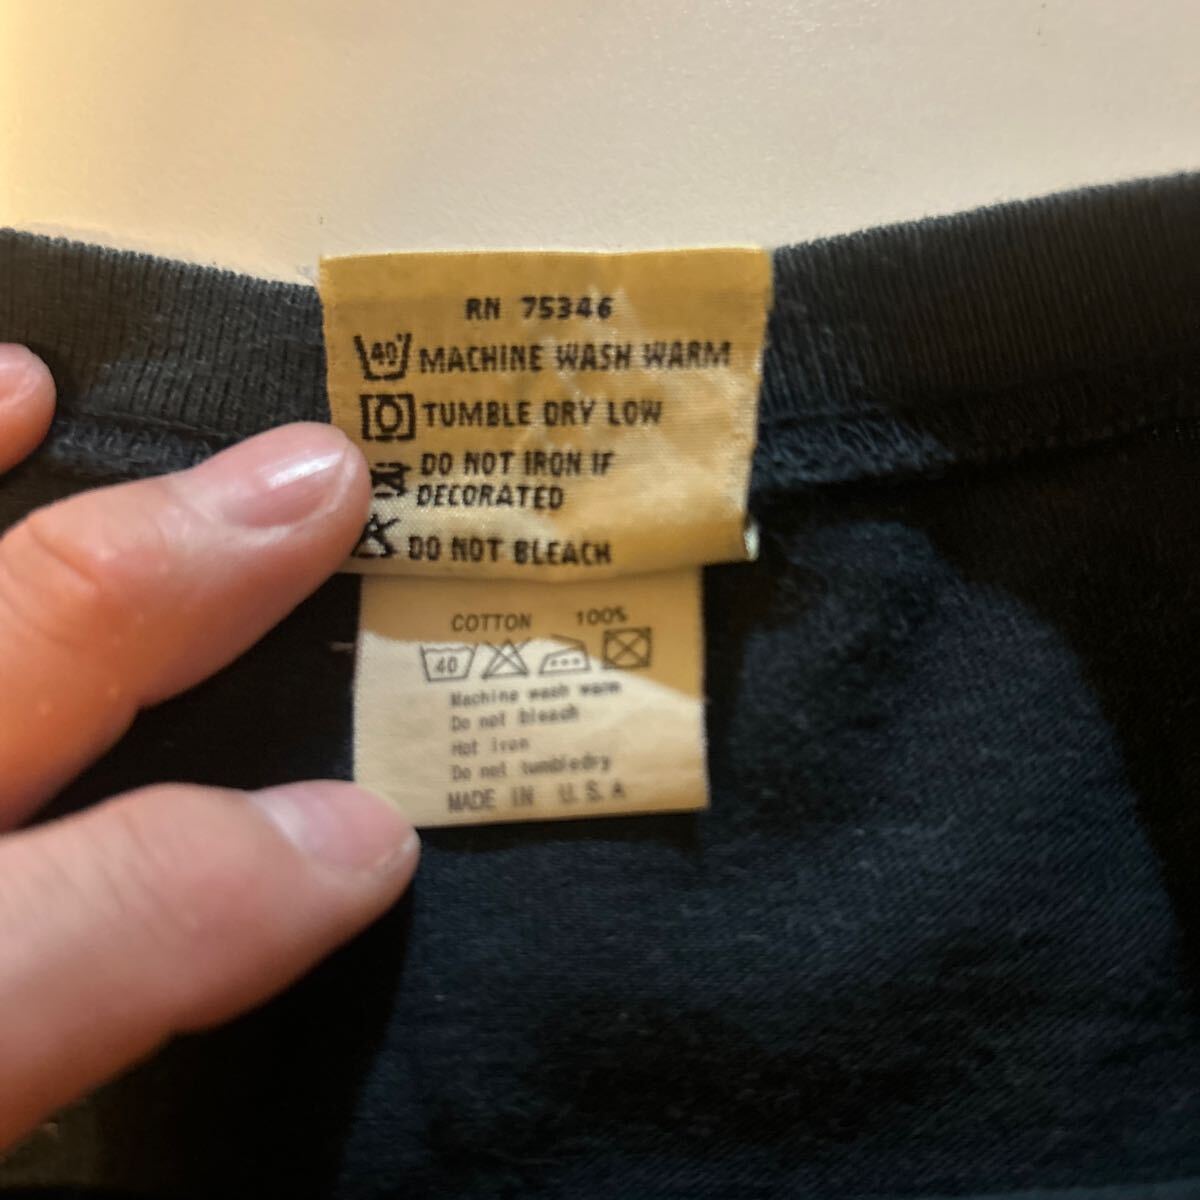 RN 75346
40° MACHINE WASH WARM
TUMBLE DRY LOW
DO NOT IRON IF
DECORATED
DO NOT BLEACH
COTTON 100%
40
Machine wash warm
Do not bleach
Hot iron
Do not tumbledry
MADE IN U.S.A